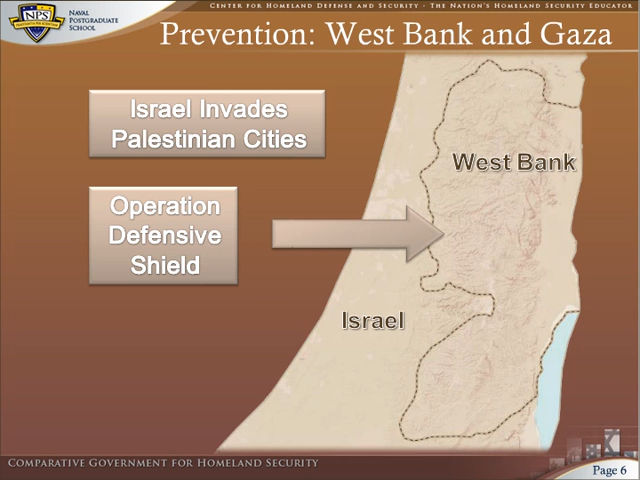 CENTER FOR HOMELAND DEFENSE AND SECURITY - THE NATION'S HOMELAND SECURITY EDUCATOR
NPS
NAVAL
POSTGRADUATE
SCHOOL
Prevention: West Bank and Gaza
Israel Invades
Palestinian Cities
West Bank
Operation
Defensive
Shield
Israel
COMPARATIVE GOVERNMENT FOR HOMELAND SECURITY
Page 6